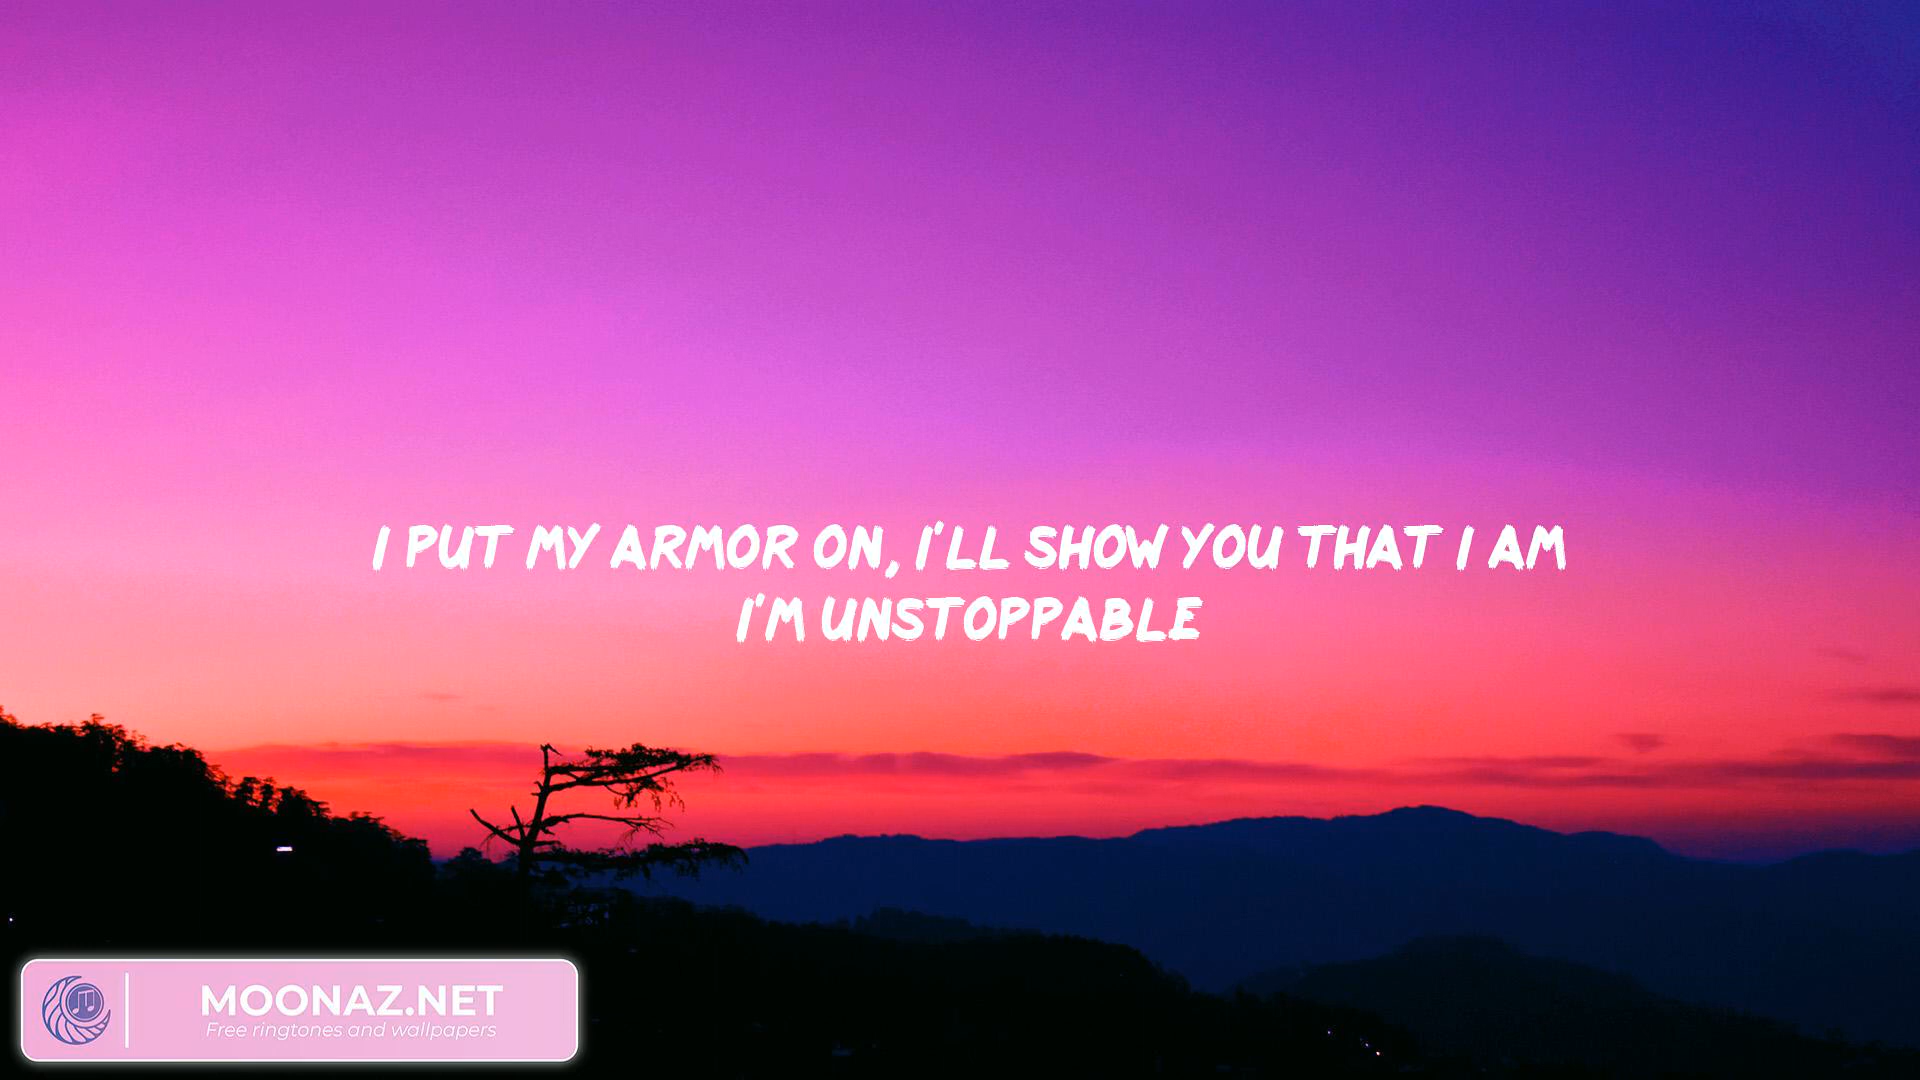 I PUT MY ARMOR ON, I'LL SHOW YOU THAT I AM
I'M UNSTOPPABLE
MOONAZ.NET
Free ringtones and wallpapers